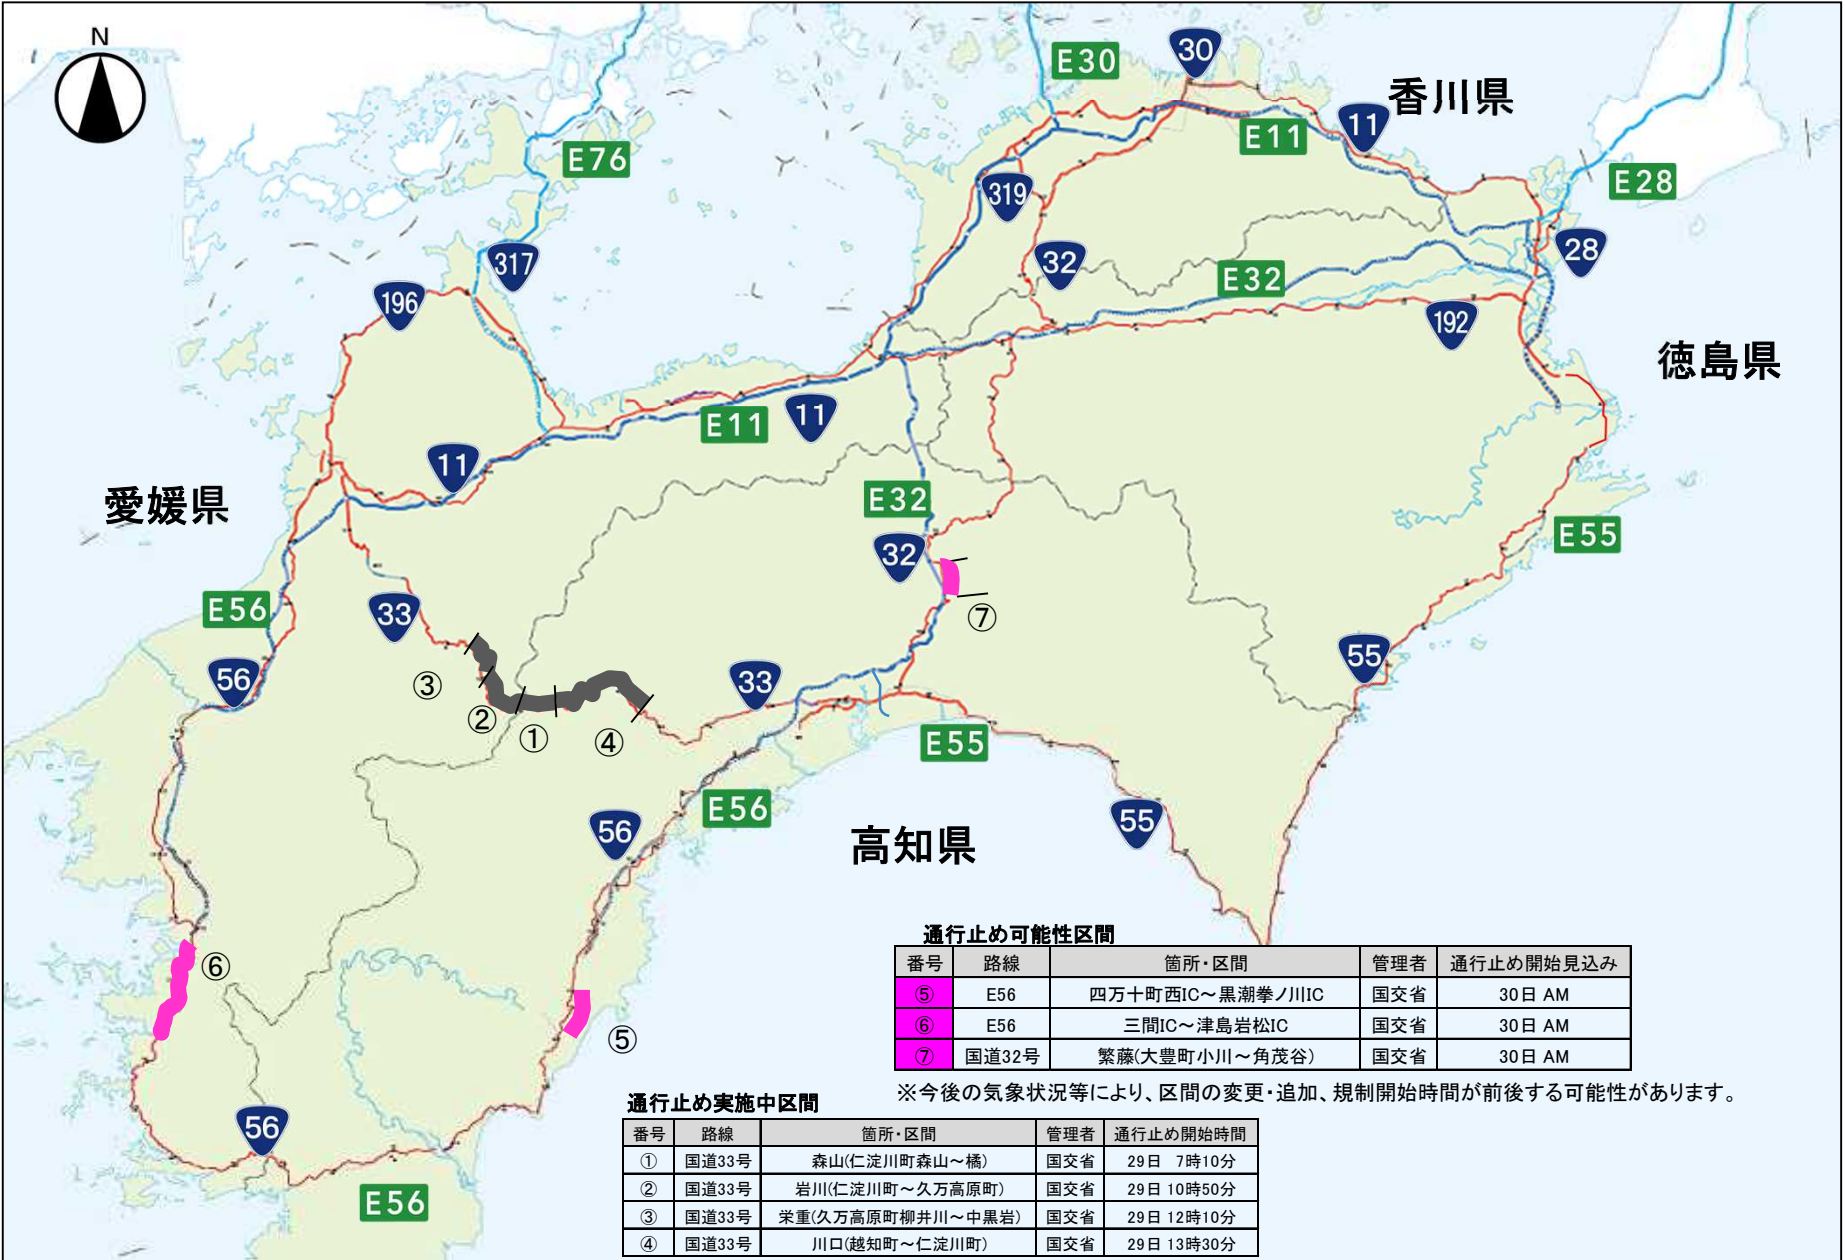 N
30
E30
香川県
11
E11
E76
E28
319
28
317
32
E32
196
192
徳島県
11
E11
11
愛媛県
E32
E55
32
E56
33
⑦
55
56
③
33
②
①
④
E55
E56
56
55
高知県
⑥
⑤
56
E56
通行止め可能性区間
番号 路線 箇所・区間 管理者 通行止め開始見込み
⑤ E56 四万十町西IC～黒潮拳ノ川IC 国交省 30日 AM
⑥ E56 三間IC～津島岩松IC 国交省 30日 AM
⑦ 国道32号 繁藤(大豊町小川～角茂谷) 国交省 30日 AM
※今後の気象状況等により、区間の変更・追加、規制開始時間が前後する可能性があります。
通行止め実施中区間
番号 路線 箇所・区間 管理者 通行止め開始時間
① 国道33号 森山(仁淀川町森山～橘) 国交省 29日 7時10分
② 国道33号 岩川(仁淀川町～久万高原町) 国交省 29日 10時50分
③ 国道33号 栄重(久万高原町柳井川～中黒岩) 国交省 29日 12時10分
④ 国道33号 川口(越知町～仁淀川町) 国交省 29日 13時30分